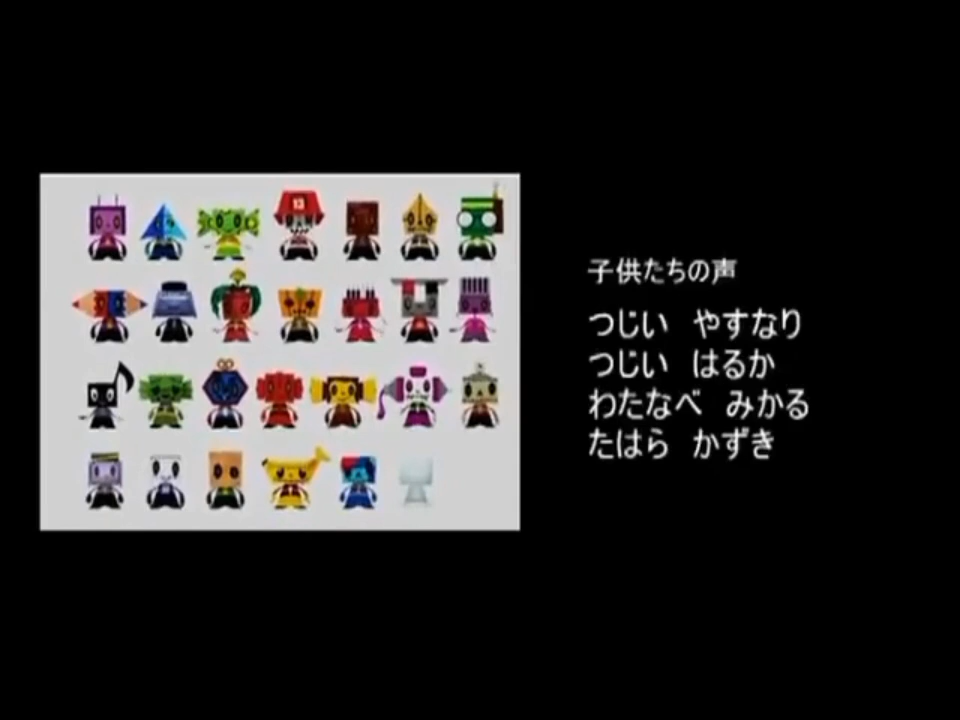 13
子供たちの声
つじい　やすなり
つじい　はるか
わたなべ　みかる
たはら　かずき